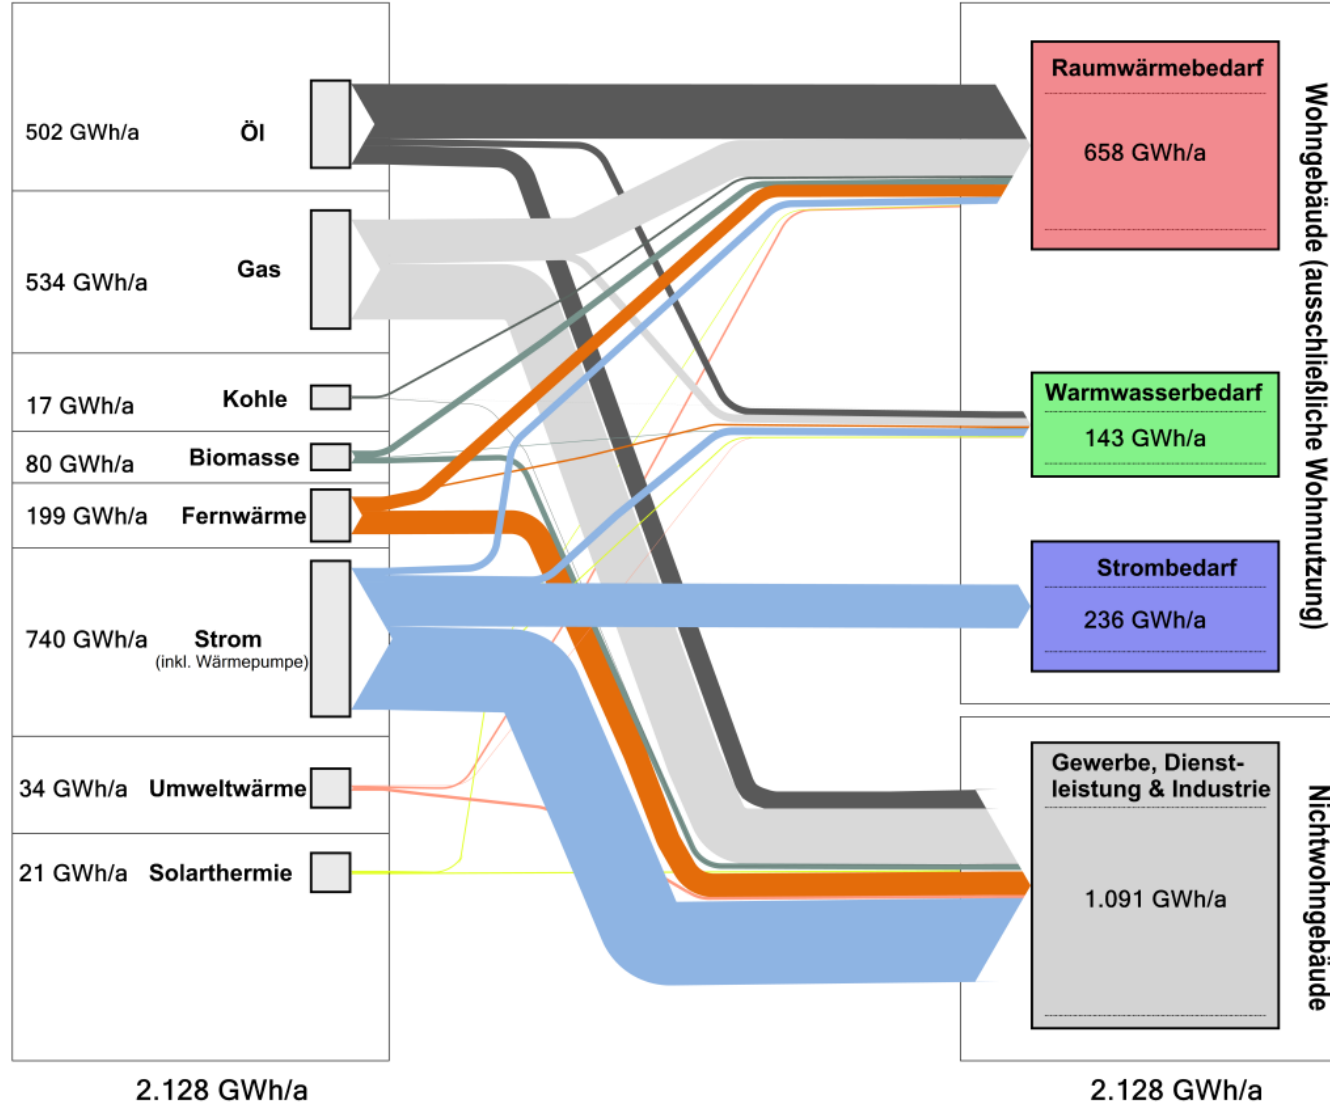 502 GWh/a Öl
534 GWh/a Gas
17 GWh/a Kohle
80 GWh/a Biomasse
199 GWh/a Fernwärme
740 GWh/a Strom
(inkl. Wärmepumpe)
34 GWh/a Umweltwärme
21 GWh/a Solarthermie
2.128 GWh/a
Raumwärmebedarf
658 GWh/a
Warmwasserbedarf
143 GWh/a
Strombedarf
236 GWh/a
Wohngebäude (ausschließliche Wohnmutzung)
Gewerbe, Dienst-
leistung & Industrie
1.091 GWh/a
Nichtwohngebäude
2.128 GWh/a